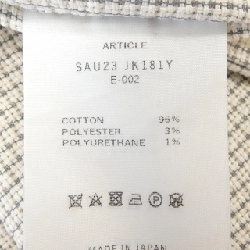 ARTICLE
SAU23 JK181Y
E-002
COTTON 96%
POLYESTER 3%
POLYURETHANE 1%
MADE IN JAPAN